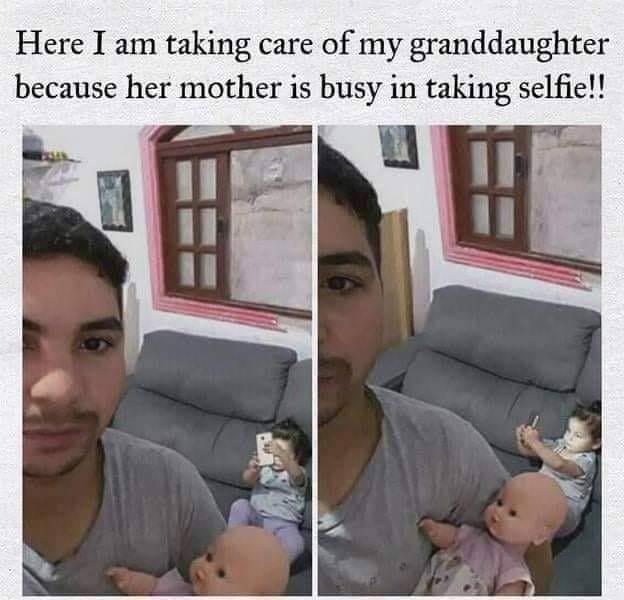 Here I am taking care of my granddaughter
because her mother is busy in taking selfie!!